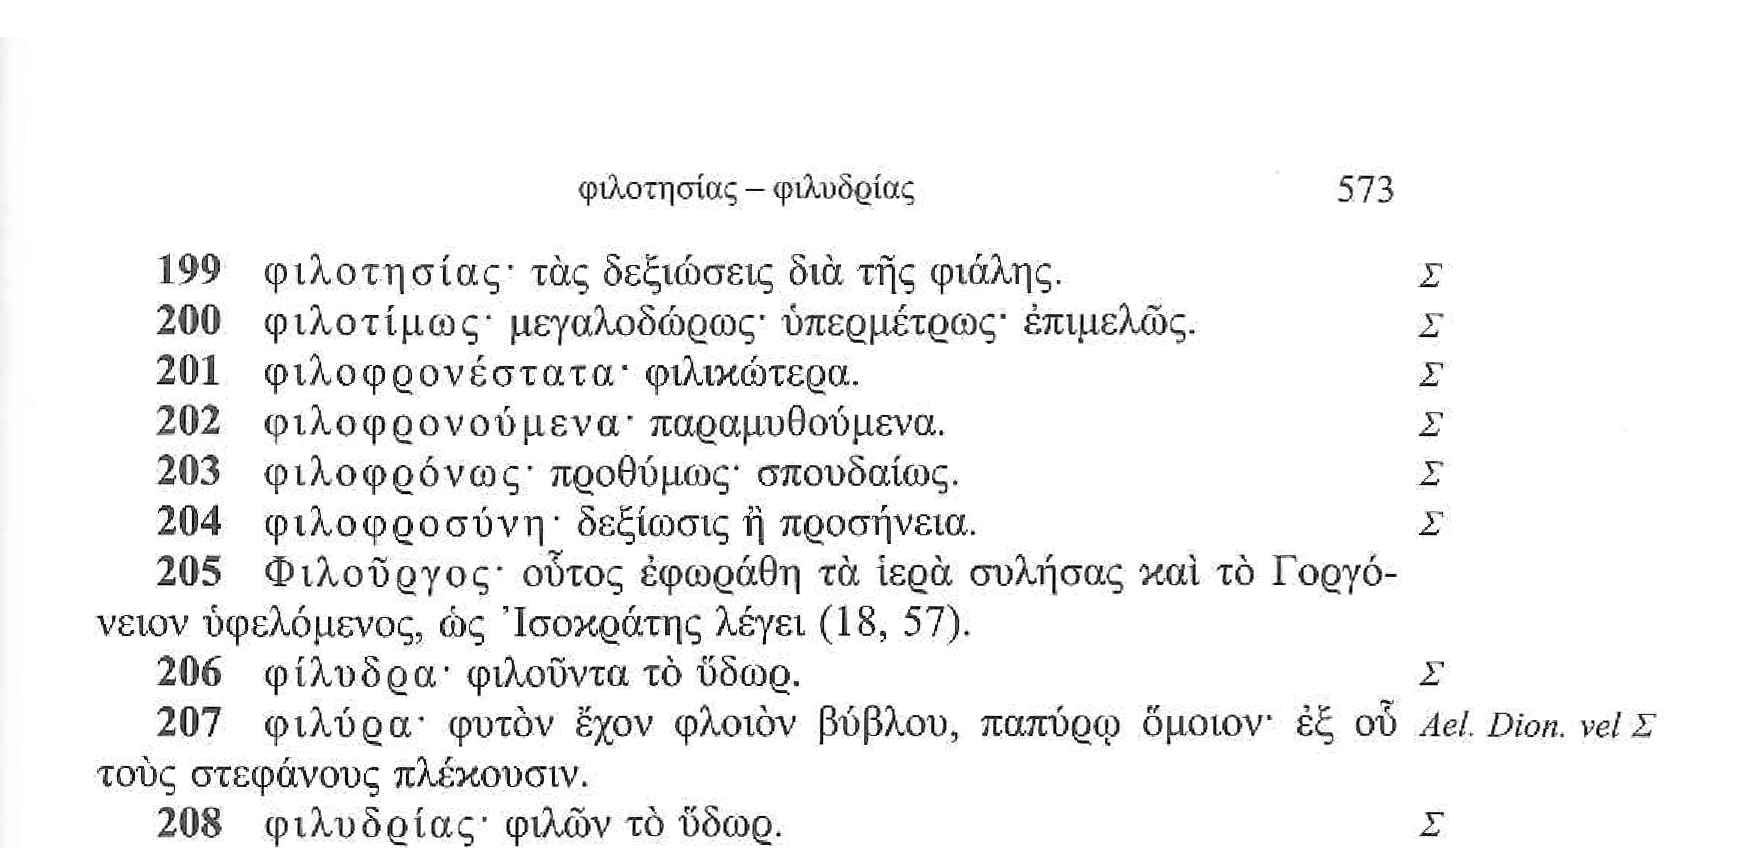 φιλοτησίας – φιλυδρίας 573
199 φιλοτησίας· τὰς δεξιώσεις διὰ τῆς φιάλης. Σ
200 φιλοτίμως· μεγαλοδώρως· ὑπερμέτρως· ἐπιμελῶς. Σ
201 φιλοφρονέστατα· φιλικώτερα. Σ
202 φιλοφρονούμενα· παραμυθούμενα. Σ
203 φιλοφρόνως· προθύμως· σπουδαίως. Σ
204 φιλοφροσύνη· δεξίωσις ἢ προσήνεια. Σ
205 Φιλοῦργος· οὗτος ἐφωράθη τὰ ἱερὰ συλήσας καὶ τὸ Γοργό-
νειον ὑφελόμενος, ὡς Ἰσοκράτης λέγει (18, 57).
206 φίλυδρα· φιλοῦντα τὸ ὕδωρ. Σ
207 φιλύρα· φυτὸν ἔχον φλοιὸν βύβλου, παπύρῳ ὅμοιον· ἐξ οὗ Ael. Dion. vel Σ
τοὺς στεφάνους πλέκουσιν.
208 φιλυδρίας· φιλῶν τὸ ὕδωρ. Σ